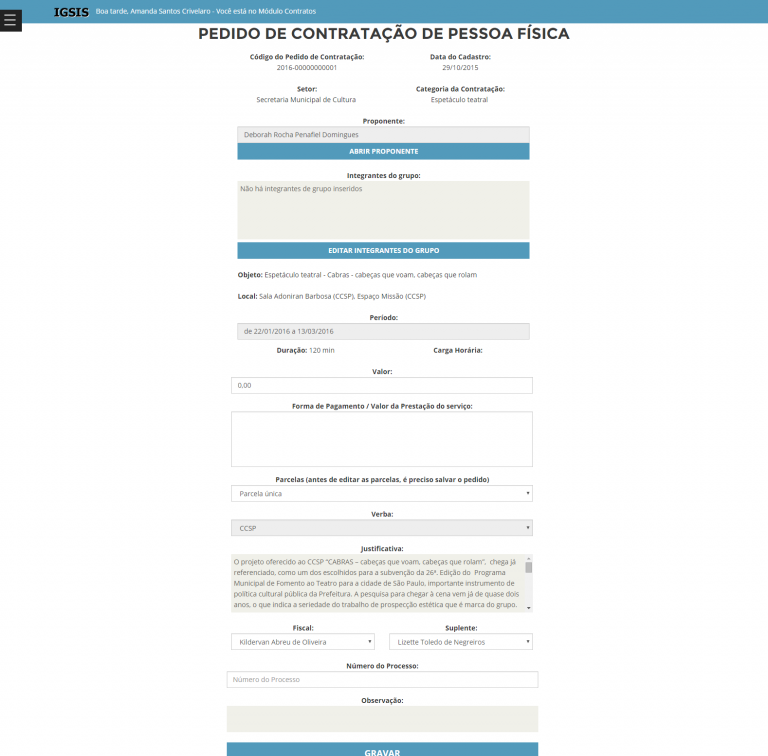 IGSIS Boa tarde, Amanda Santos Crivelaro - Você está no Módulo Contratos
PEDIDO DE CONTRATAÇÃO DE PESSOA FÍSICA
Código do Pedido de Contratação: Data do Cadastro:
2016-00000000001 29/10/2015
Setor: Categoria da Contratação:
Secretaria Municipal de Cultura Espetáculo teatral
Proponente:
Deborah Rocha Penafiel Domingues
ABRIR PROPONENTE
Integrantes do grupo:
Não há integrantes de grupo inseridos
EDITAR INTEGRANTES DO GRUPO
Objeto: Espetáculo teatral - Cabras - cabeças que voam, cabeças que rolam
Local: Sala Adoniran Barbosa (CCSP), Espaço Missão (CCSP)
Período:
de 22/01/2016 a 13/03/2016
Duração: 120 min Carga Horária:
Valor:
0,00
Forma de Pagamento / Valor da Prestação do serviço:
Parcelas (antes de editar as parcelas, é preciso salvar o pedido)
Parcela única
Verba:
CCSP
Justificativa:
O projeto oferecido ao CCSP "CABRAS – cabeças que voam, cabeças que rolam", chega já
referenciado, como um dos escolhidos para a subvenção da 26ª. Edição do Programa
Municipal de Fomento ao Teatro para a cidade de São Paulo, importante instrumento de
política cultural pública da Prefeitura. A pesquisa para chegar à cena vem já de quase dois
anos, o que indica a seriedade do trabalho de prospecção estética que é marca do grupo.
Fiscal: Suplente:
Kildervan Abreu de Oliveira Lizette Toledo de Negreiros
Número do Processo:
Número do Processo
Observação:
GRAVAR